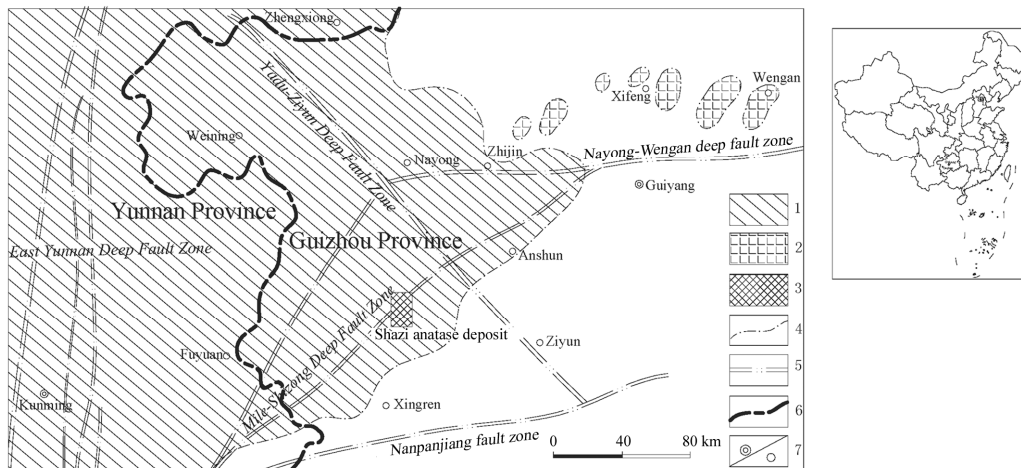 Zhengxiong
Yadu-Ziyun Deep Fault Zone
Xifeng
Wengan
Weining
Nayong
Zhijin
Nayong-Wengan deep fault zone
Guiyang
Yunnan Province
Guizhou Province
East Yunnan Deep Fault Zone
Anshun
Mile-Shizong Deep Fault Zone
Shazi anatase deposit
Fuyuan
Ziyun
Kunming
Xingren
Nanpanjiang fault zone
0 40 80 km
1
2
3
4
5
6
7